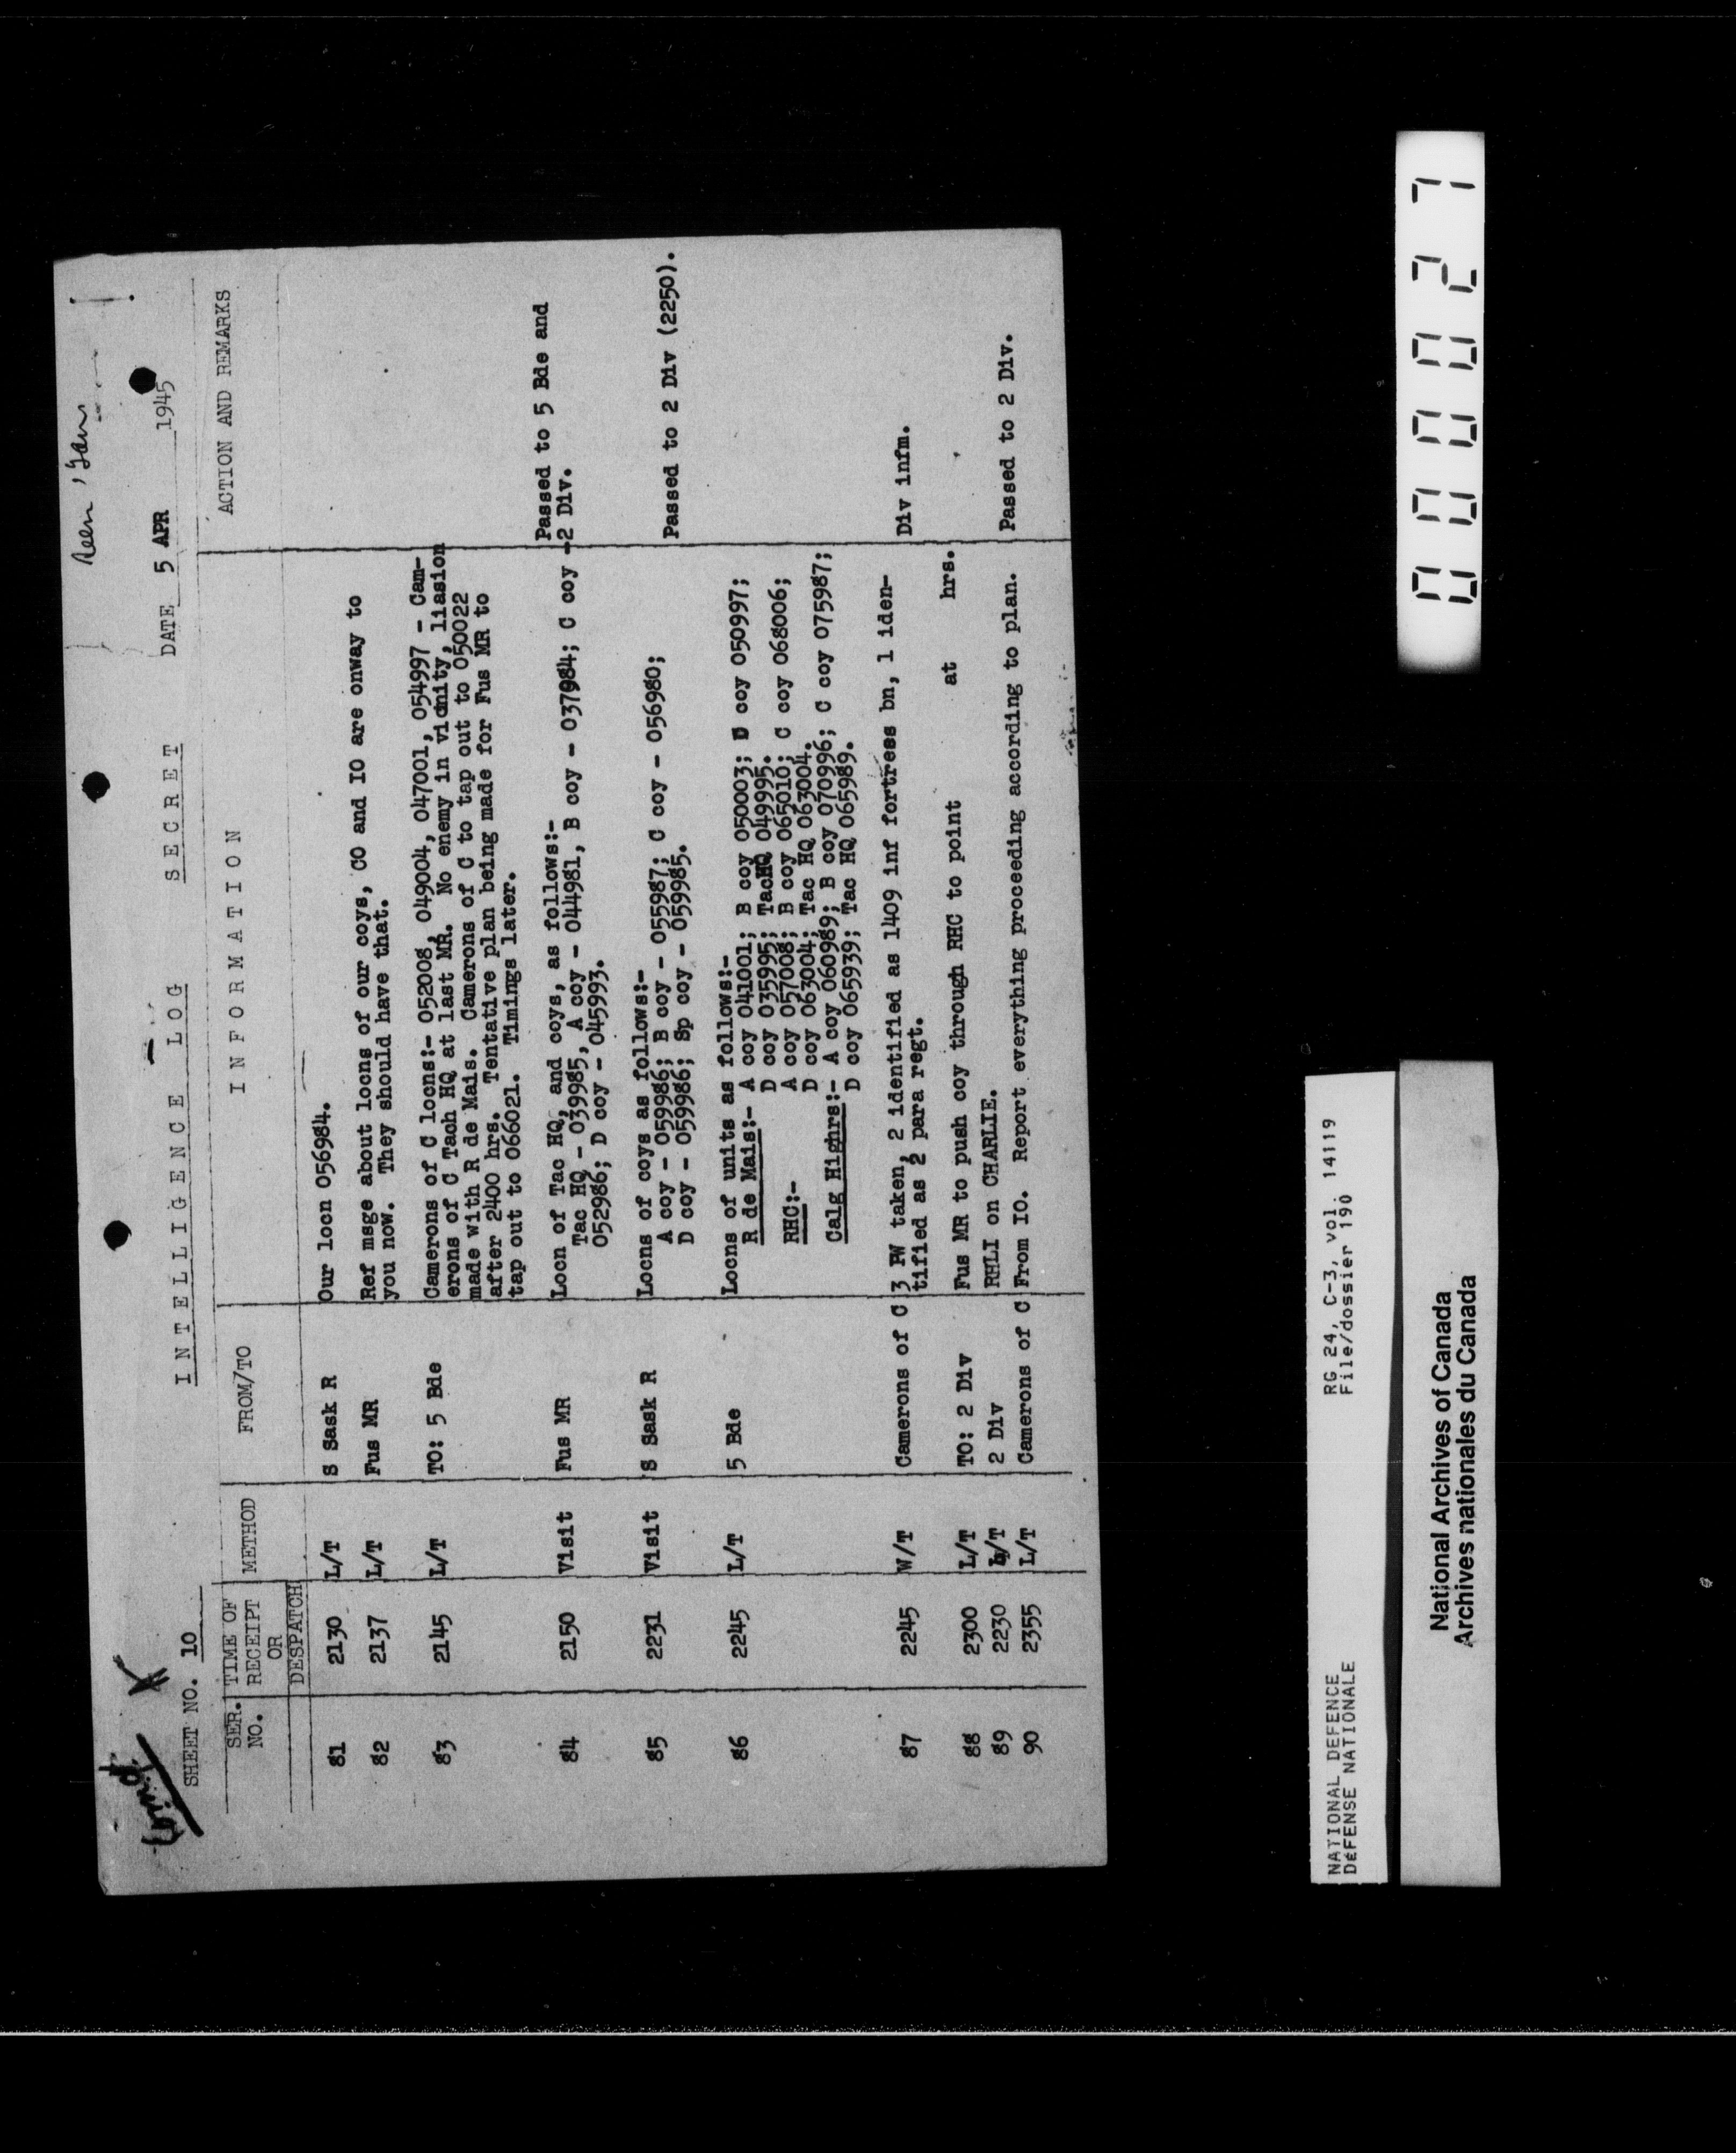 Seen
SHEET NO. 10
INTELLIGENCE LOG SECRET DATE 5 APR 1945
SER. NO. TIME OF RECEIPT OR DESPATCH METHOD FROM/TO INFORMATION ACTION AND REMARKS
81 2130 L/T S Sask R Our locn 056984.
82 2137 L/T Fus MR Ref msge about locns of our coys, CO and IO are onway to
you now. They should have that.
83 2145 L/T TO: 5 Bde Camerons of C locns:- 052008, 049004, 047001, 054997 - Cam-
erons of C Tach HQ at last MR. No enemy in vicinity, liasion
made with R de Mais. Camerons of C to tap out to 050022
after 2400 hrs. Tentative plan being made for Fus MR to
tap out to 066021. Timings later.
84 2150 Visit Fus MR Locn of Tac HQ, and coys, as follows:- Passed to 5 Bde and
Tac HQ - 039985, A coy - 044981, B coy - 037984; C coy - 2 Div.
052986; D coy - 045993.
85 2231 Visit S Sask R Locns of coys as follows:-
A coy - 059986; B coy - 055987; C coy - 056980; Passed to 2 Div (2250).
D coy - 059986; Sp coy - 059985.
86 2245 L/T 5 Bde Locns of units as follows:-
R de Mais:- A coy 041001; B coy 050003; D coy 050997;
D coy 035995; TacHQ 049995.
RHC:- A coy 057008; B coy 065010; C coy 068006;
D coy 063004; Tac HQ 063004.
Calg Highrs:- A coy 060989; B coy 070996; C coy 075987;
D coy 065939; Tac HQ 065989.
87 2245 W/T Camerons of C 3 PW taken, 2 identified as 1409 inf fortress bn, 1 iden- Div infm.
tified as 2 para regt.
88 2300 L/T TO: 2 Div Fus MR to push coy through RHC to point at hrs.
89 2230 L/T 2 Div RHLI on CHARLIE.
90 2355 L/T Camerons of C From IO. Report everything proceeding according to plan. Passed to 2 Div.
000027
NATIONAL DEFENCE RG 24, C-3, vol. 14119
DÉFENSE NATIONALE File/dossier 190
National Archives of Canada
Archives nationales du Canada